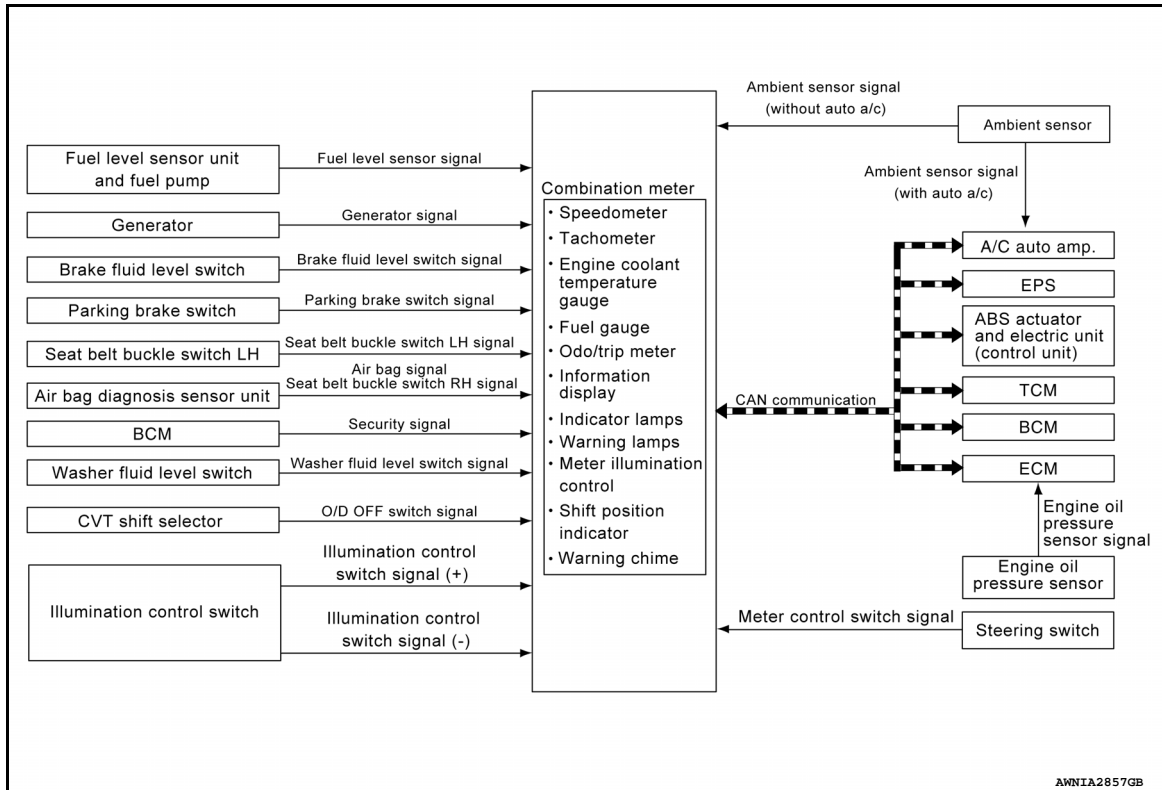 Fuel level sensor unit
and fuel pump
Fuel level sensor signal
Generator
Generator signal
Brake fluid level switch
Brake fluid level switch signal
Parking brake switch
Parking brake switch signal
Seat belt buckle switch LH
Seat belt buckle switch LH signal
Air bag diagnosis sensor unit
Air bag signal
Seat belt buckle switch RH signal
BCM
Security signal
Washer fluid level switch
Washer fluid level switch signal
CVT shift selector
O/D OFF switch signal
Illumination control switch
Illumination control
switch signal (+)
Illumination control
switch signal (-)
Combination meter
· Speedometer
· Tachometer
· Engine coolant
temperature
gauge
· Fuel gauge
· Odo/trip meter
· Information
display
· Indicator lamps
· Warning lamps
· Meter illumination
control
· Shift position
indicator
· Warning chime
Ambient sensor signal
(without auto a/c)
Ambient sensor
Ambient sensor signal
(with auto a/c)
CAN communication
A/C auto amp.
EPS
ABS actuator
and electric unit
(control unit)
TCM
BCM
ECM
Engine oil
pressure
sensor signal
Engine oil
pressure sensor
Meter control switch signal
Steering switch
AWNIA2857GB